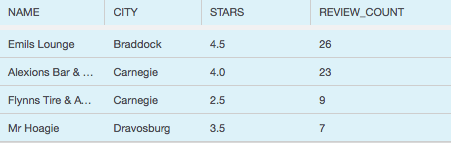 NAME CITY STARS REVIEW_COUNT
Emils Lounge Braddock 4.5 26
Alexions Bar & ... Carnegie 4.0 23
Flynns Tire & A... Carnegie 2.5 9
Mr Hoagie Dravosburg 3.5 7